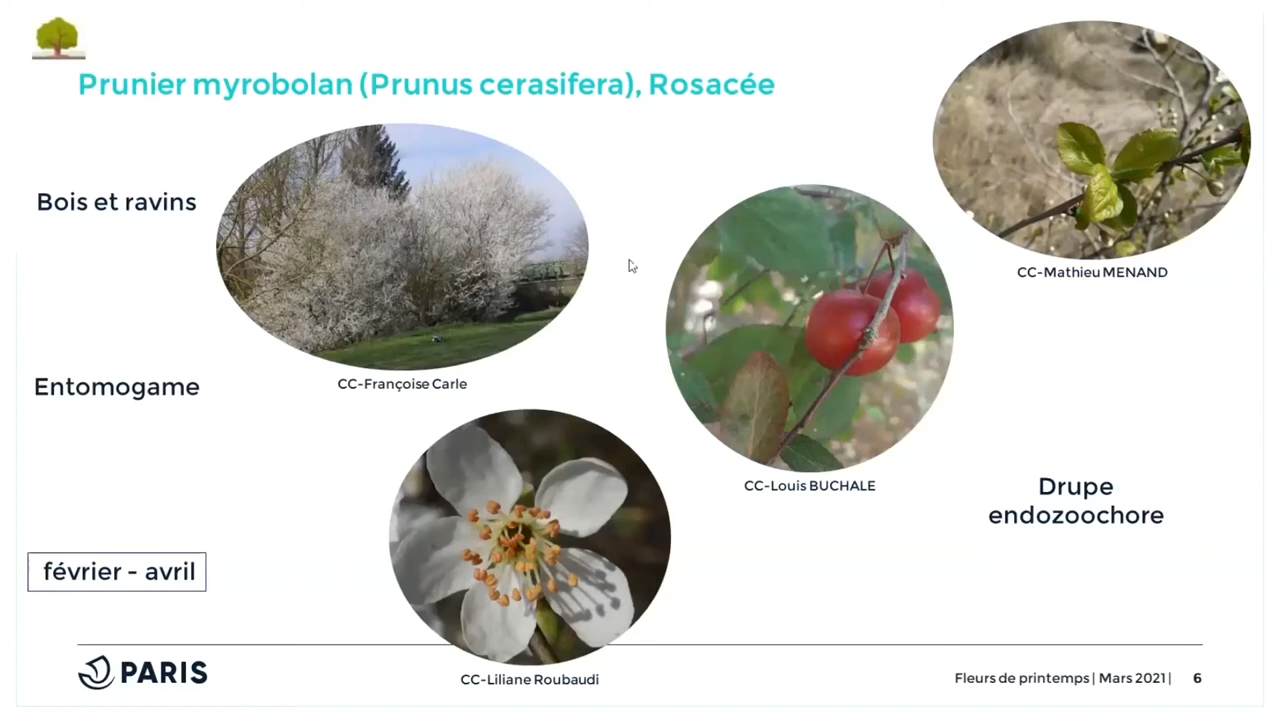 Prunier myrobolan (Prunus cerasifera), Rosacée
Bois et ravins
CC-Mathieu MENAND
Entomogame
CC-Françoise Carle
CC-Louis BUCHALE
Drupe
endozoochore
février - avril
CC-Liliane Roubaudi
PARIS
Fleurs de printemps | Mars 2021 | 6